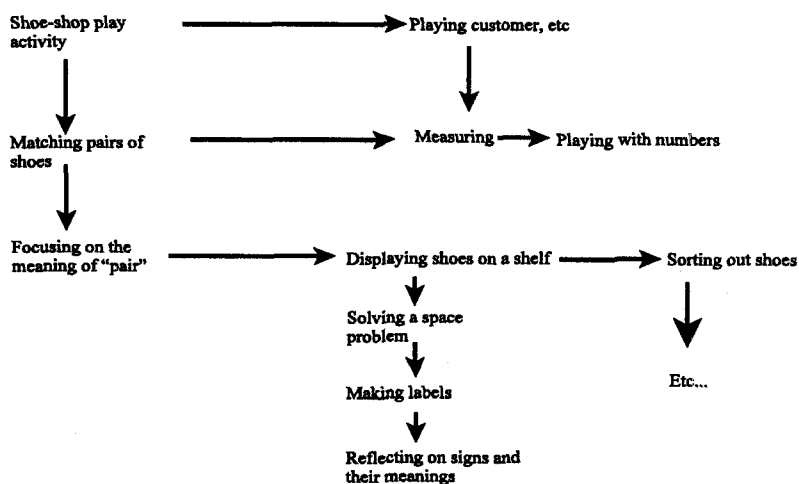 Shoe-shop play
activity
Playing customer, etc
Matching pairs of
shoes
Measuring
Playing with numbers
Focusing on the
meaning of “pair”
Displaying shoes on a shelf
Sorting out shoes
Solving a space
problem
Making labels
Etc...
Reflecting on signs and
their meanings